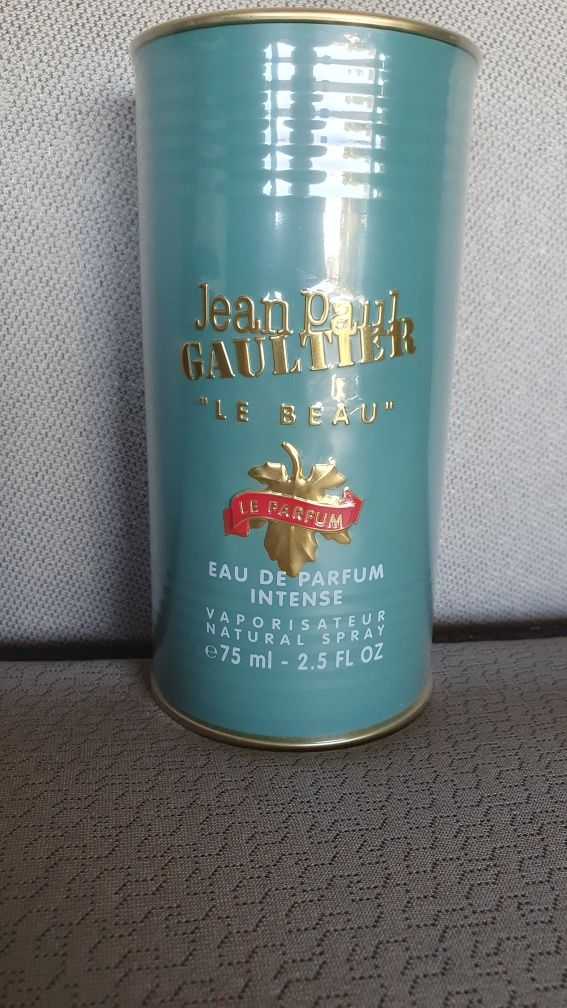 Jean Paul
GAULTIER
"LE BEAU"
LE PARFUM
EAU DE PARFUM
INTENSE
VAPORISATEUR
NATURAL SPRAY
℮75 ml - 2.5 FL OZ